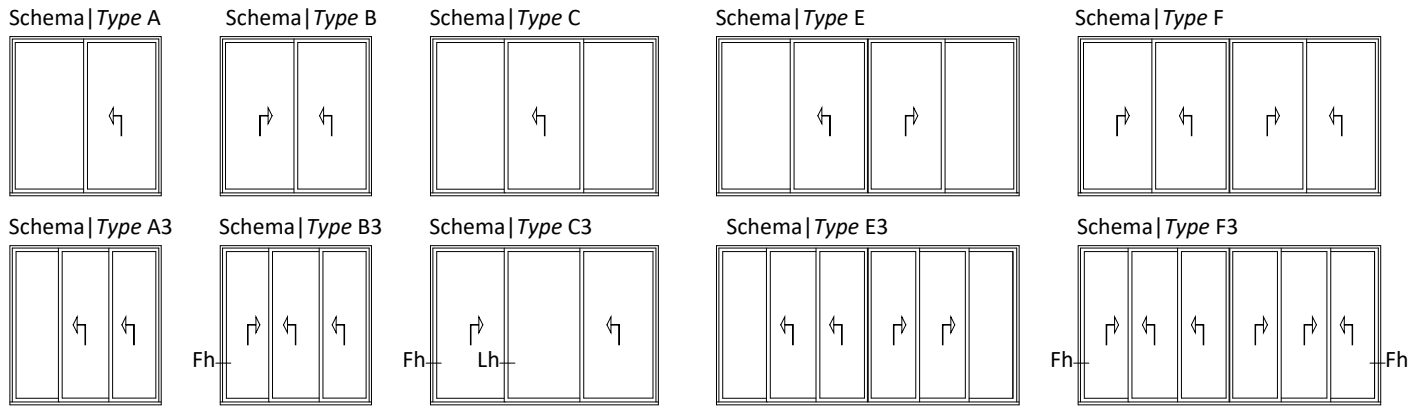 Schema|Type A
Schema|Type B
Schema|Type C
Schema|Type E
Schema|Type F
Schema|Type A3
Schema|Type B3
Schema|Type C3
Schema|Type E3
Schema|Type F3
Fh
Fh
Lh
Fh
Fh